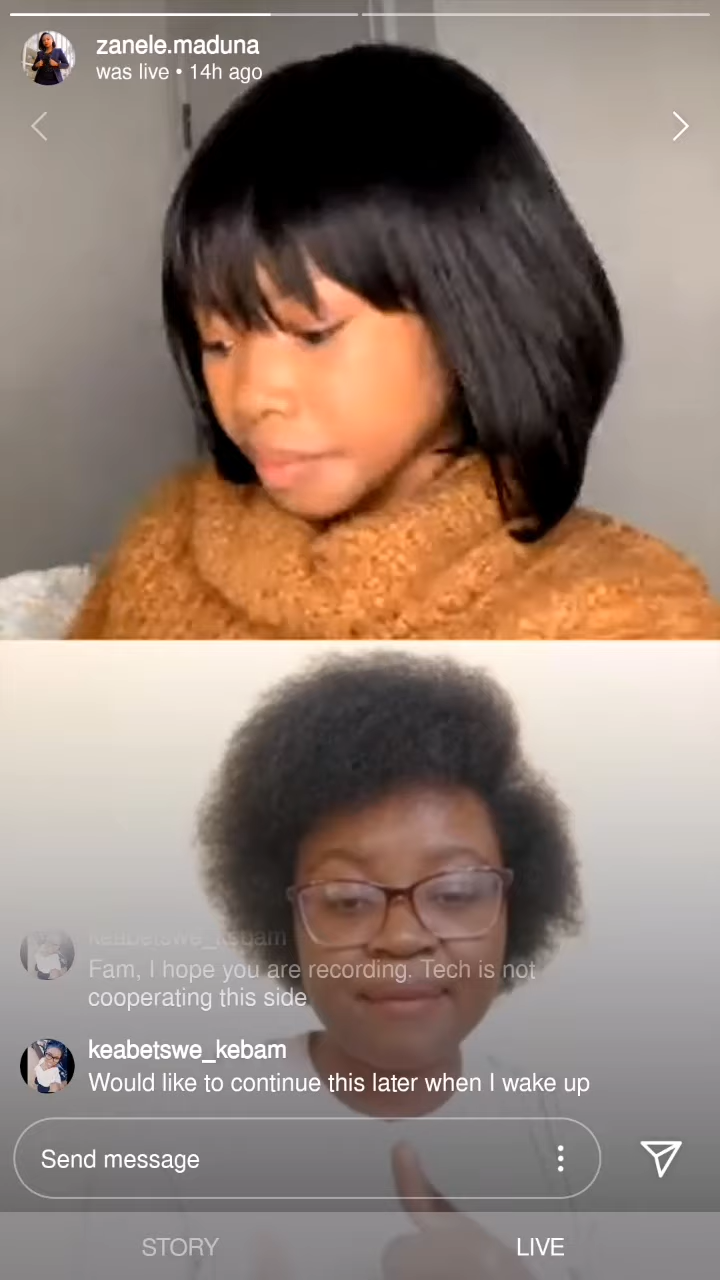 zanele.maduna
was live • 14h ago
keabetswe_kebam
Fam, I hope you are recording. Tech is not
cooperating this side
keabetswe_kebam
Would like to continue this later when I wake up
Send message
STORY
LIVE